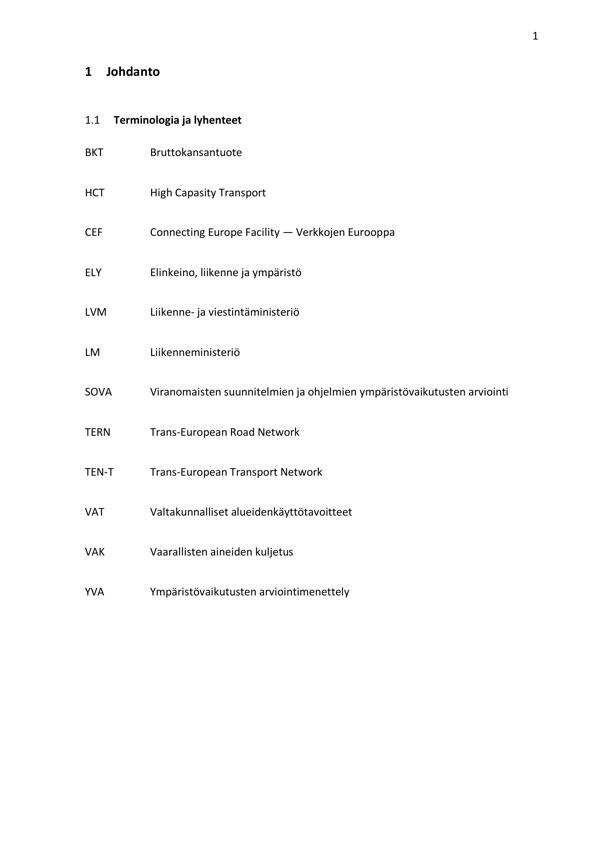 1
1 Johdanto
1.1 Terminologia ja lyhenteet
BKT Bruttokansantuote
HCT High Capasity Transport
CEF Connecting Europe Facility — Verkkojen Eurooppa
ELY Elinkeino, liikenne ja ympäristö
LVM Liikenne- ja viestintäministeriö
LM Liikenneministeriö
SOVA Viranomaisten suunnitelmien ja ohjelmien ympäristövaikutusten arviointi
TERN Trans-European Road Network
TEN-T Trans-European Transport Network
VAT Valtakunnalliset alueidenkäyttötavoitteet
VAK Vaarallisten aineiden kuljetus
YVA Ympäristövaikutusten arviointimenettely